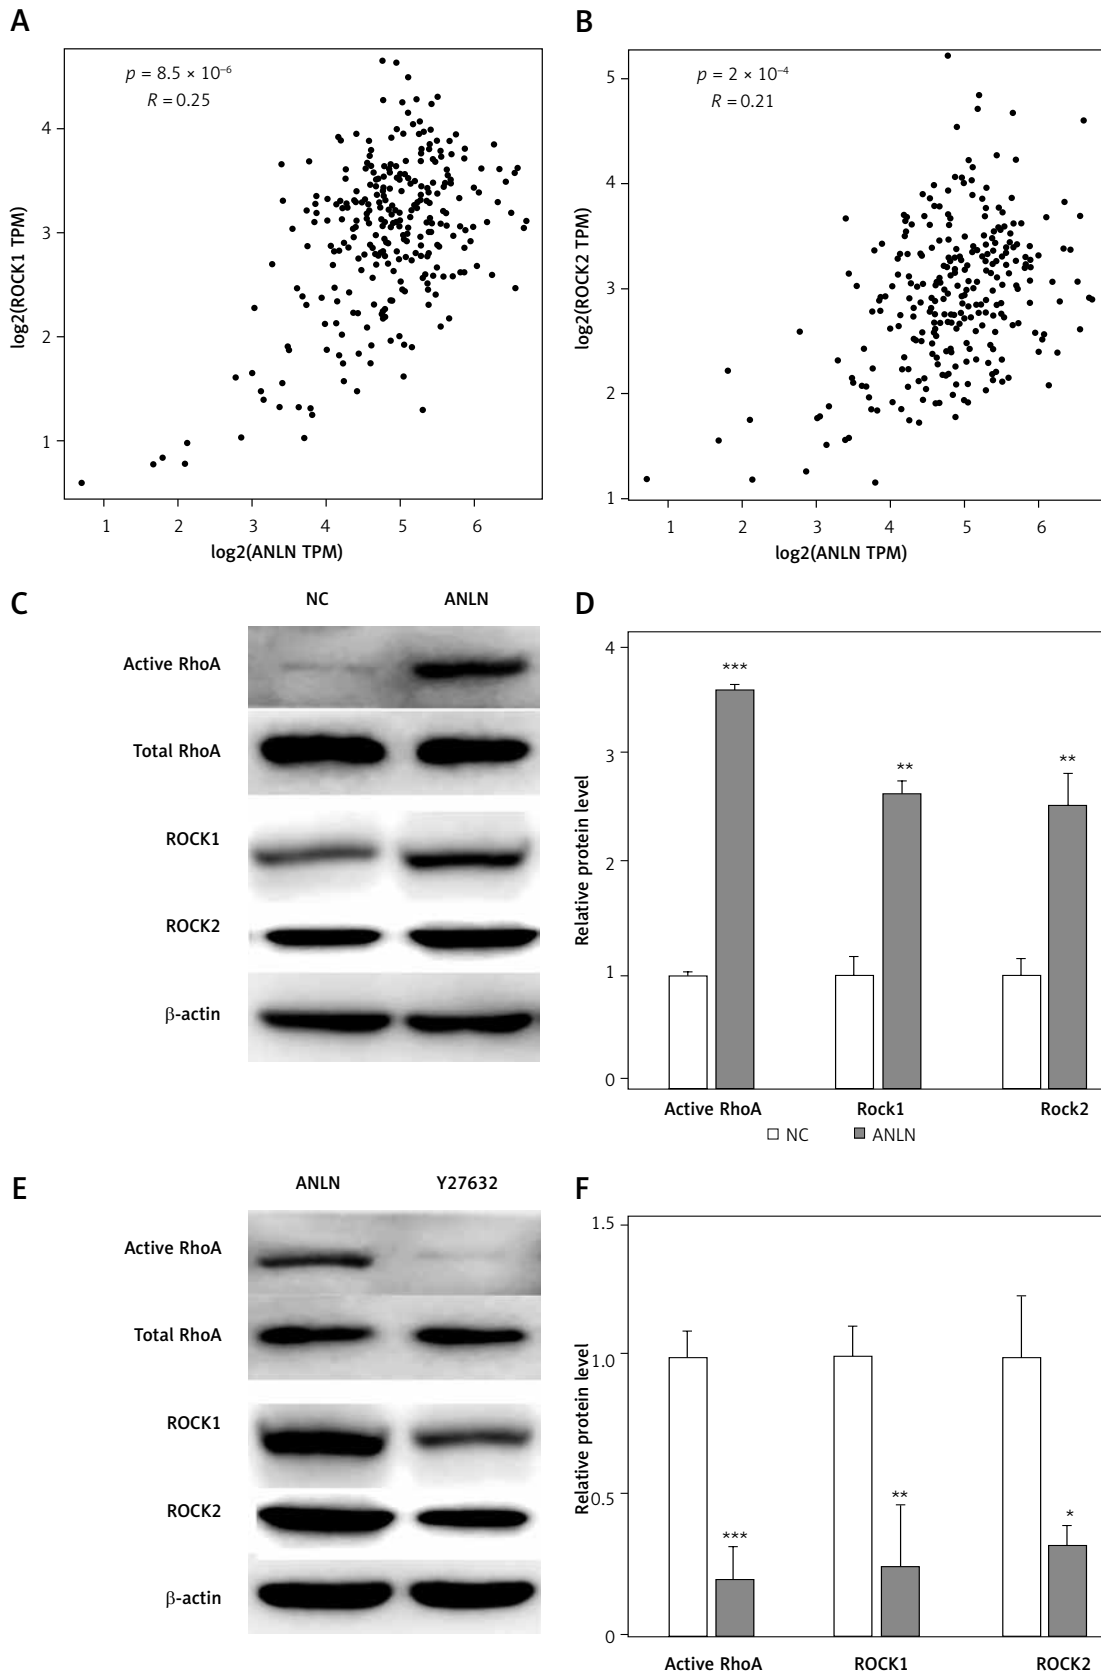 A
p = 8.5 × 10⁻⁶
R = 0.25
log2(ROCK1 TPM)
4
3
2
1
1 2 3 4 5 6
log2(ANLN TPM)
B
p = 2 × 10⁻⁴
R = 0.21
log2(ROCK2 TPM)
5
4
3
2
1
1 2 3 4 5 6
log2(ANLN TPM)
C
NC ANLN
Active RhoA
Total RhoA
ROCK1
ROCK2
β-actin
D
Relative protein level
4
3
2
1
0
***
**
**
Active RhoA Rock1 Rock2
NC ANLN
E
ANLN Y27632
Active RhoA
Total RhoA
ROCK1
ROCK2
β-actin
F
Relative protein level
1.5
1.0
0.5
0
***
**
*
Active RhoA ROCK1 ROCK2